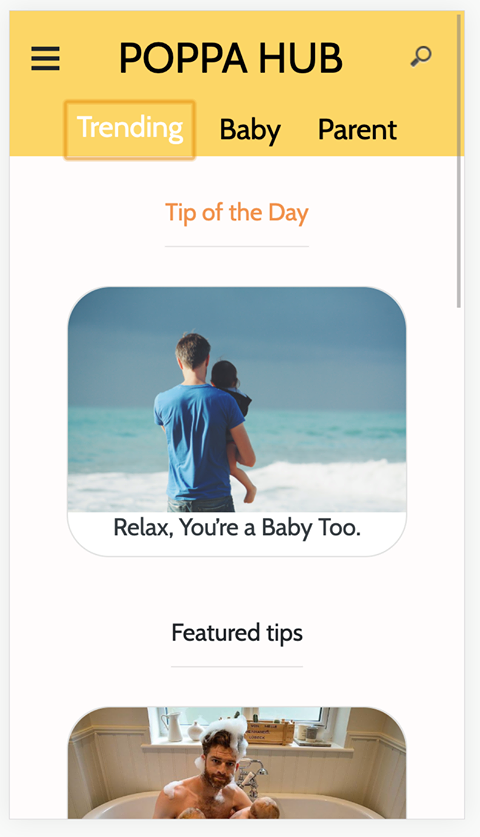 POPPA HUB
Trending Baby Parent
Tip of the Day
Relax, You're a Baby Too.
Featured tips